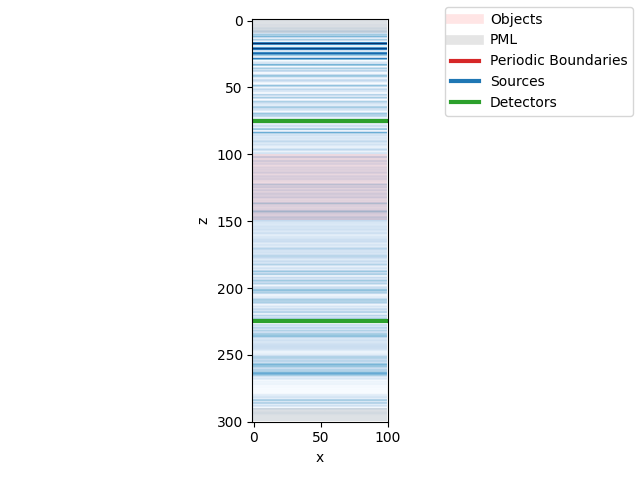 Objects
PML
Periodic Boundaries
Sources
Detectors
0
50
100
150
200
250
300
z
0 50 100
x